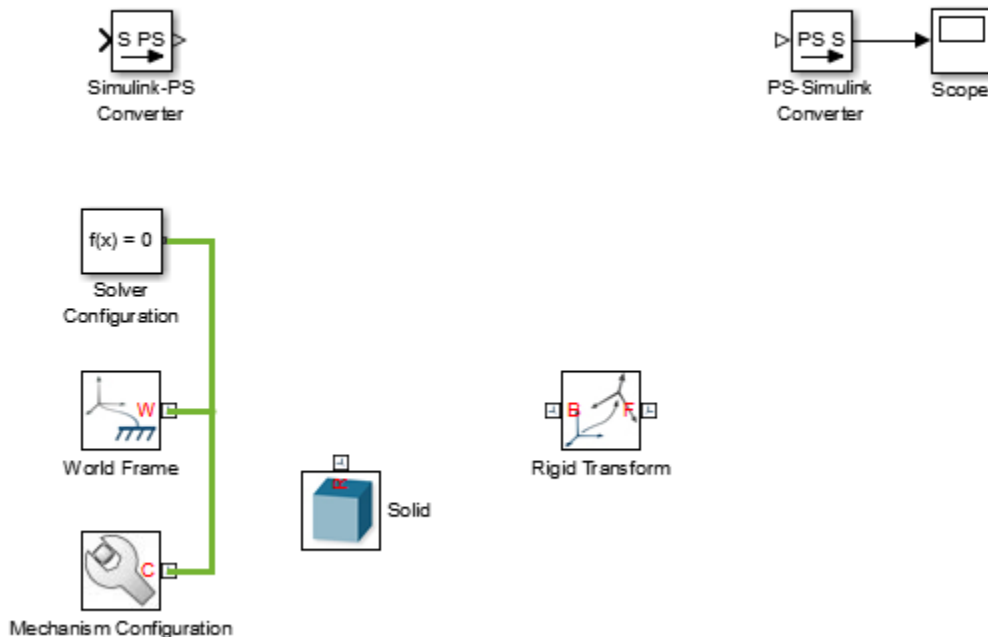 S PS
Simulink-PS
Converter
PS S
PS-Simulink
Converter
Scope
f(x) = 0
Solver
Configuration
W
World Frame
R
Solid
B F
Rigid Transform
C
Mechanism Configuration